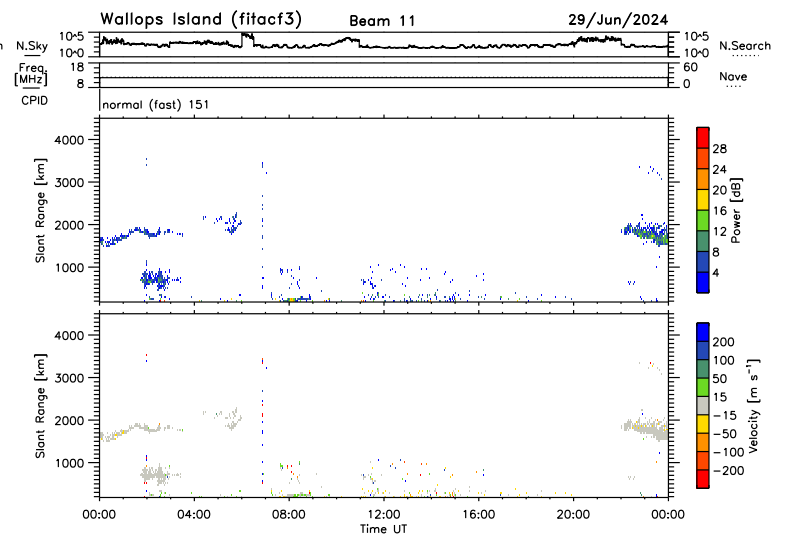 Wallops Island (fitacf3) Beam 11 29/Jun/2024
n N.Sky 10^5 10^5 N.Search
10^0 10^0
Freq. 18 60 Nave
[MHz] 8 0
CPID normal (fast) 151
Slant Range [km]
4000
3000
2000
1000
Power [dB]
28
24
20
16
12
8
4
Slant Range [km]
4000
3000
2000
1000
Velocity [m s⁻¹]
200
100
50
15
-15
-50
-100
-200
00:00 04:00 08:00 12:00 16:00 20:00 00:00
Time UT